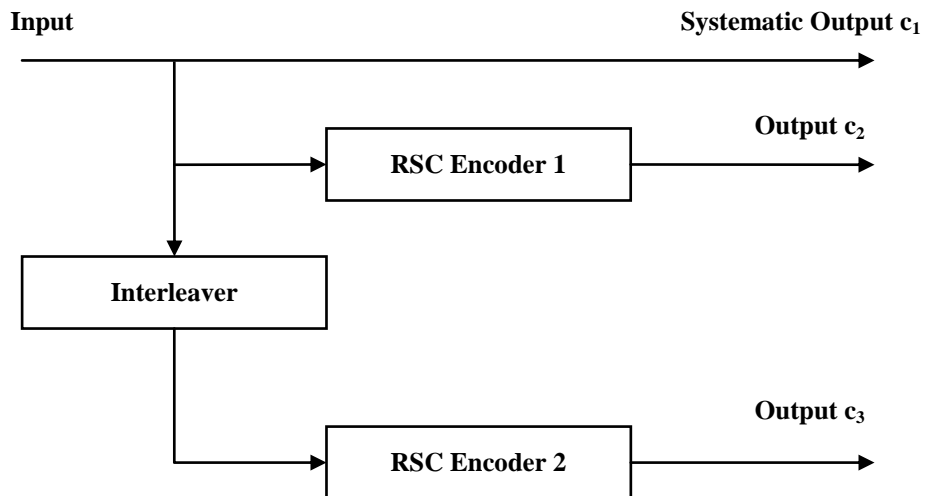 Input
Systematic Output c₁
Output c₂
RSC Encoder 1
Interleaver
Output c₃
RSC Encoder 2